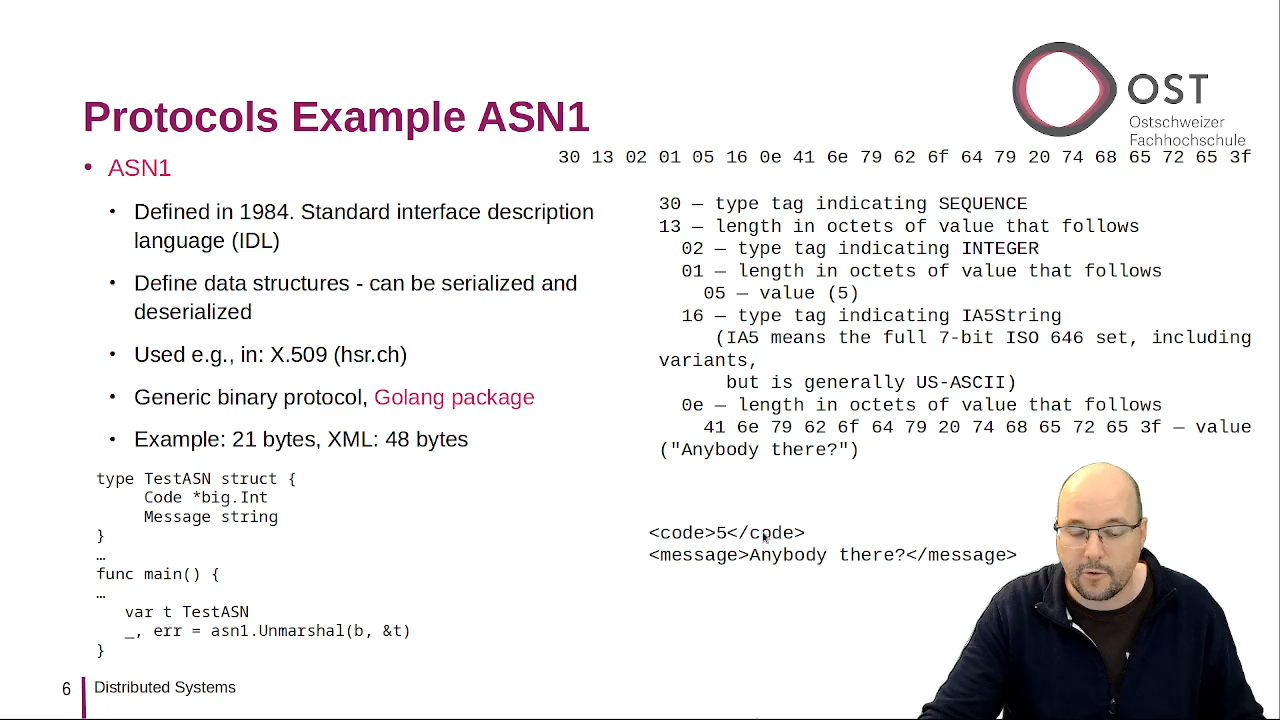 OST
Ostschweizer
Fachhochschule
Protocols Example ASN1
• ASN1
• Defined in 1984. Standard interface description
language (IDL)
• Define data structures - can be serialized and
deserialized
• Used e.g., in: X.509 (hsr.ch)
• Generic binary protocol, Golang package
• Example: 21 bytes, XML: 48 bytes
type TestASN struct {
Code *big.Int
Message string
}
…
func main() {
…
var t TestASN
_, err = asn1.Unmarshal(b, &t)
}
30 13 02 01 05 16 0e 41 6e 79 62 6f 64 79 20 74 68 65 72 65 3f
30 — type tag indicating SEQUENCE
13 — length in octets of value that follows
02 — type tag indicating INTEGER
01 — length in octets of value that follows
05 — value (5)
16 — type tag indicating IA5String
(IA5 means the full 7-bit ISO 646 set, including
variants,
but is generally US-ASCII)
0e — length in octets of value that follows
41 6e 79 62 6f 64 79 20 74 68 65 72 65 3f — value
("Anybody there?")
<code>5</code>
<message>Anybody there?</message>
6
Distributed Systems